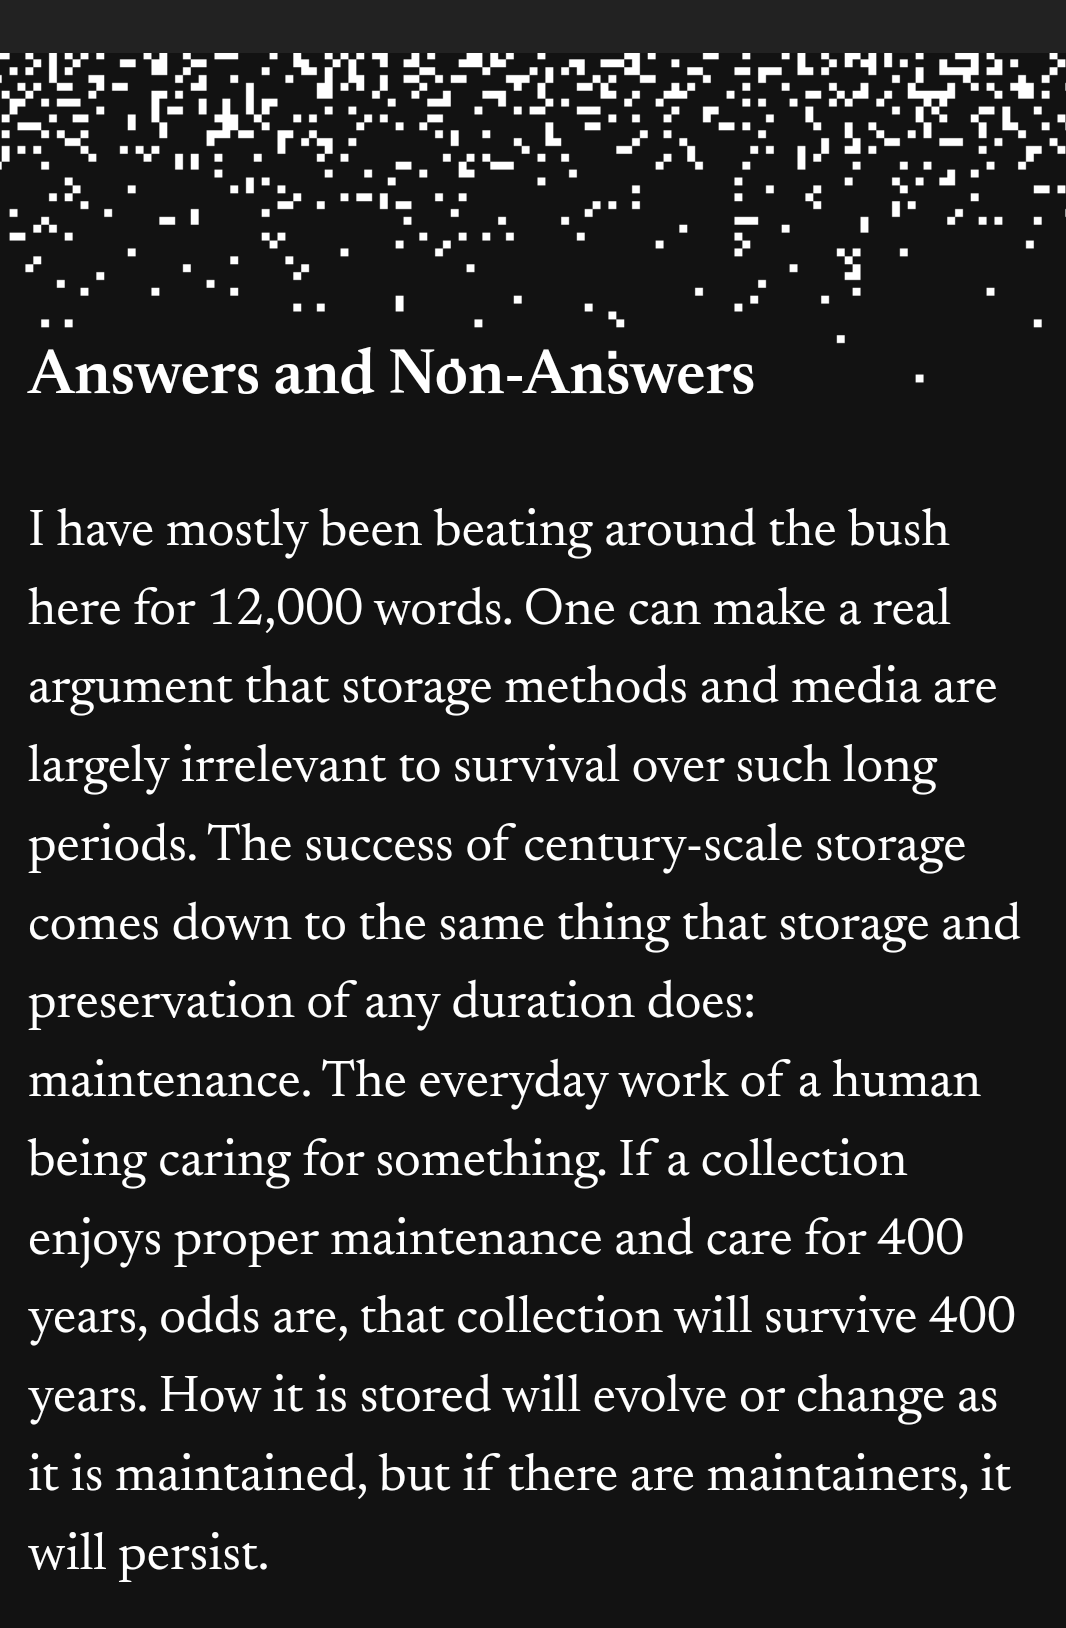 Answers and Non-Answers
I have mostly been beating around the bush
here for 12,000 words. One can make a real
argument that storage methods and media are
largely irrelevant to survival over such long
periods. The success of century-scale storage
comes down to the same thing that storage and
preservation of any duration does:
maintenance. The everyday work of a human
being caring for something. If a collection
enjoys proper maintenance and care for 400
years, odds are, that collection will survive 400
years. How it is stored will evolve or change as
it is maintained, but if there are maintainers, it
will persist.